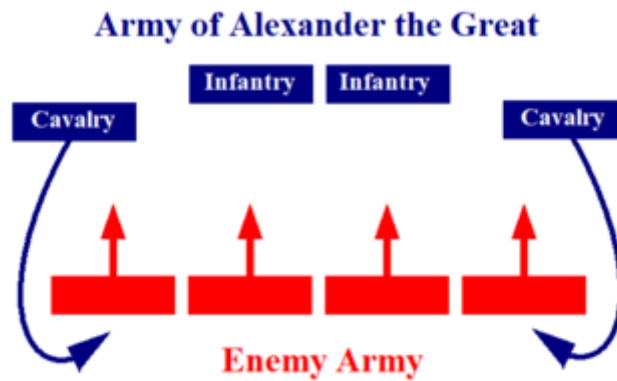 Army of Alexander the Great
Infantry
Infantry
Cavalry
Cavalry
Enemy Army